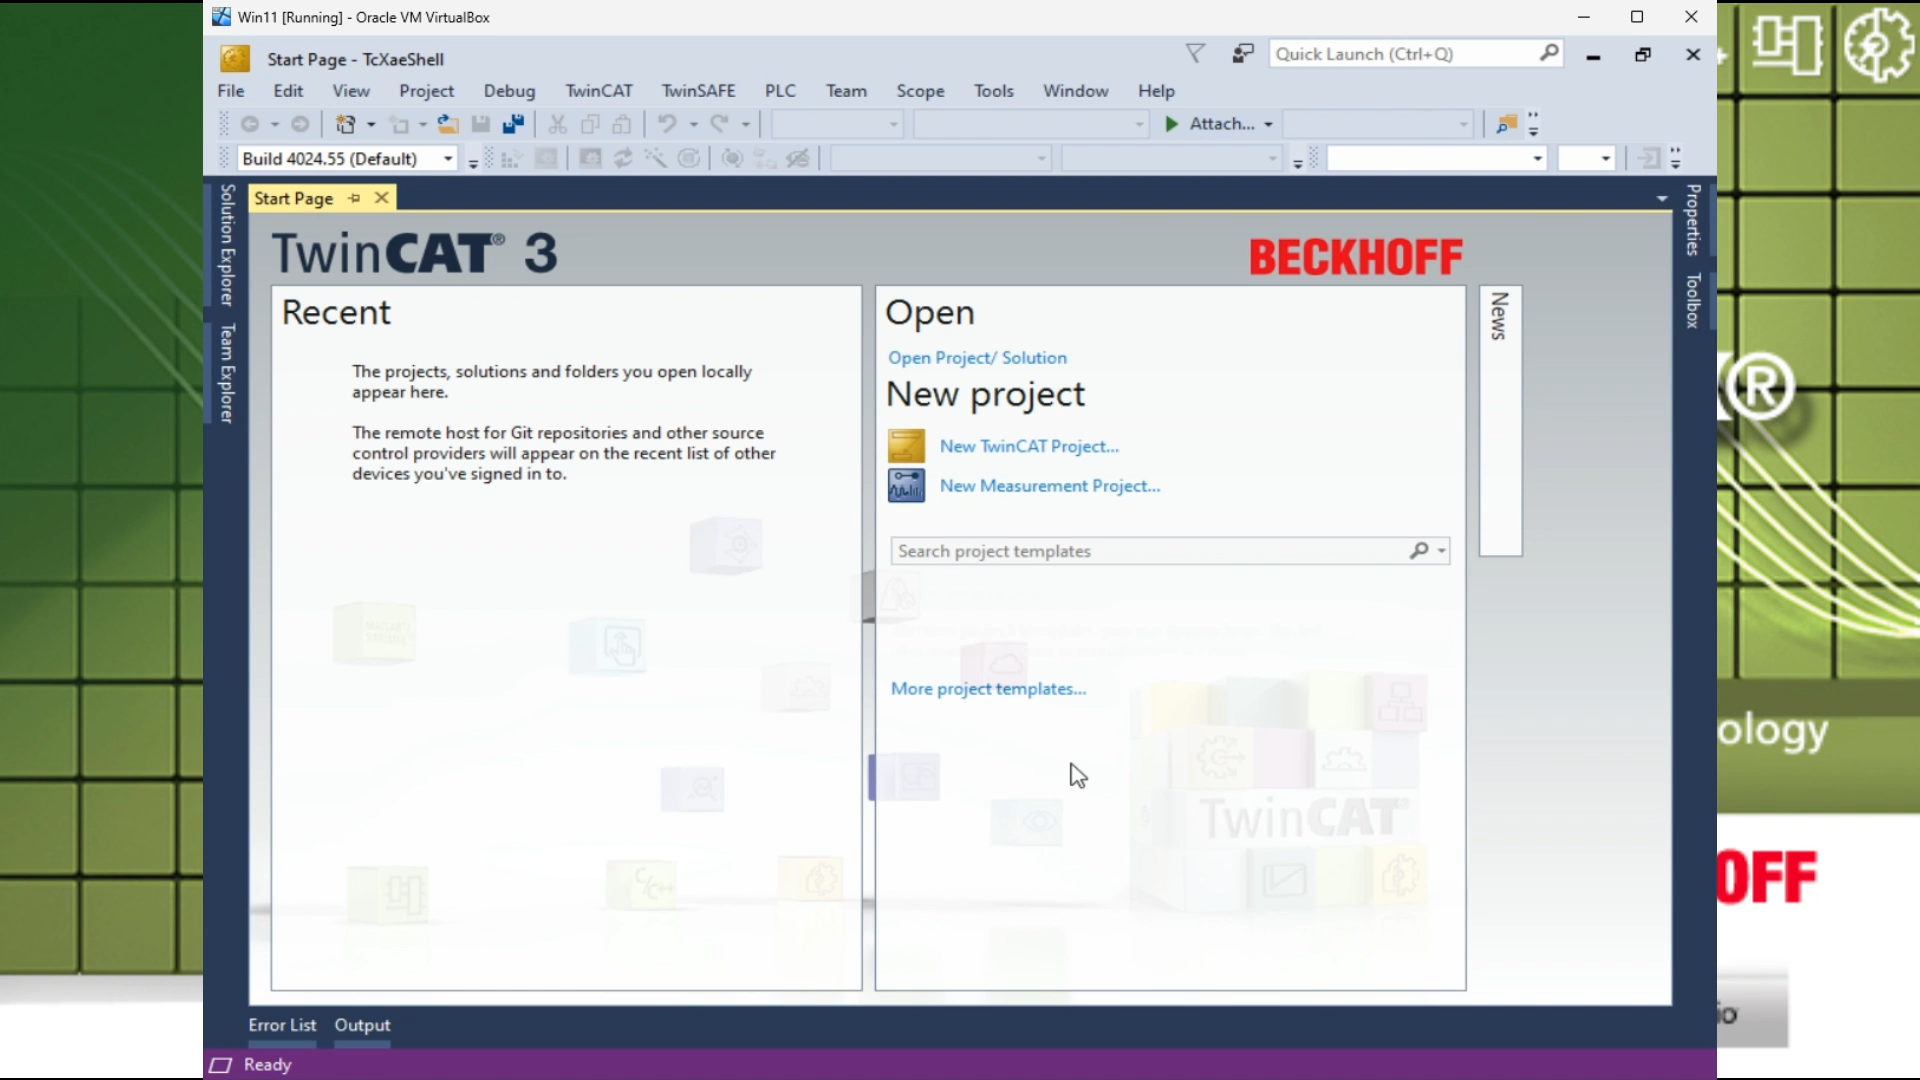 Win11 [Running] - Oracle VM VirtualBox
Start Page - TcXaeShell
Quick Launch (Ctrl+Q)
File Edit View Project Debug TwinCAT TwinSAFE PLC Team Scope Tools Window Help
Attach...
Build 4024.55 (Default)
Start Page
Solution Explorer
Team Explorer
Properties
Toolbox
TwinCAT® 3
BECKHOFF
Recent
The projects, solutions and folders you open locally
appear here.
The remote host for Git repositories and other source
control providers will appear on the recent list of other
devices you've signed in to.
Open
Open Project/ Solution
New project
New TwinCAT Project...
New Measurement Project...
Search project templates
More project templates...
News
C/C++
TwinCAT®
Error List Output
Ready
®
ology
OFF
io